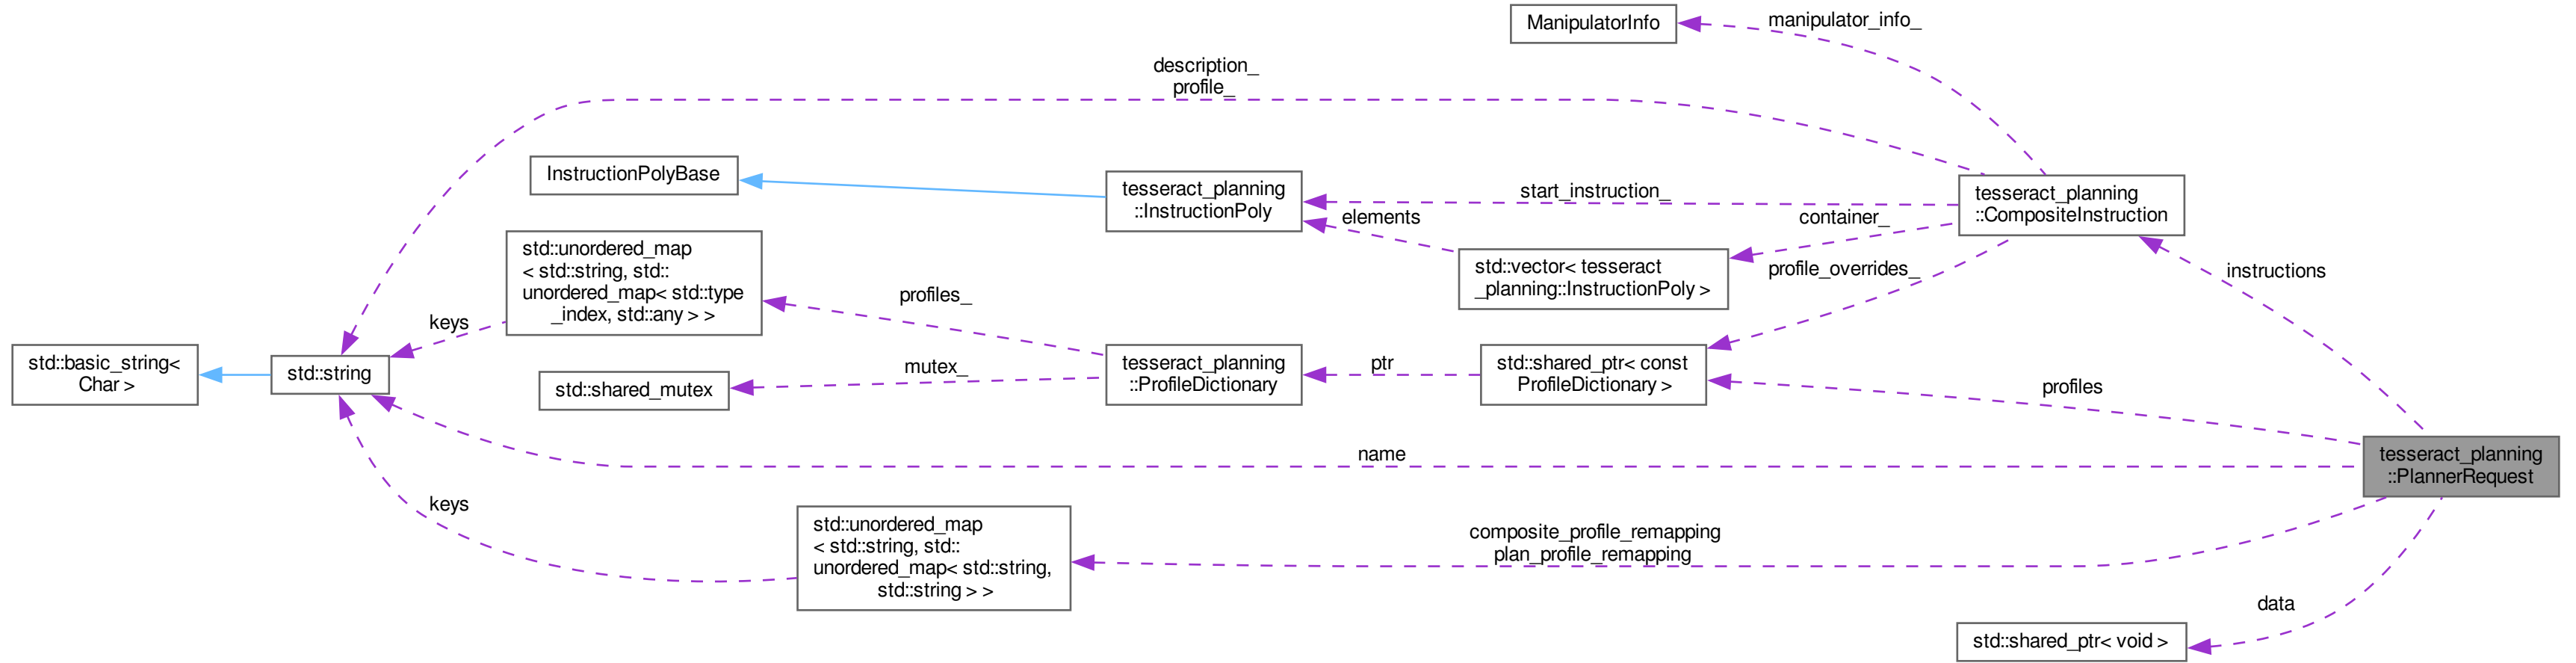 ManipulatorInfo
manipulator_info_
description_
profile_
InstructionPolyBase
tesseract_planning
::InstructionPoly
start_instruction_
elements
tesseract_planning
::CompositeInstruction
container_
std::vector< tesseract
_planning::InstructionPoly >
profile_overrides_
instructions
std::unordered_map
< std::string, std::
unordered_map< std::type
_index, std::any > >
profiles_
keys
std::basic_string<
Char >
std::string
std::shared_mutex
mutex_
tesseract_planning
::ProfileDictionary
ptr
std::shared_ptr< const
ProfileDictionary >
profiles
name
tesseract_planning
::PlannerRequest
keys
std::unordered_map
< std::string, std::
unordered_map< std::string,
std::string > >
composite_profile_remapping
plan_profile_remapping
data
std::shared_ptr< void >